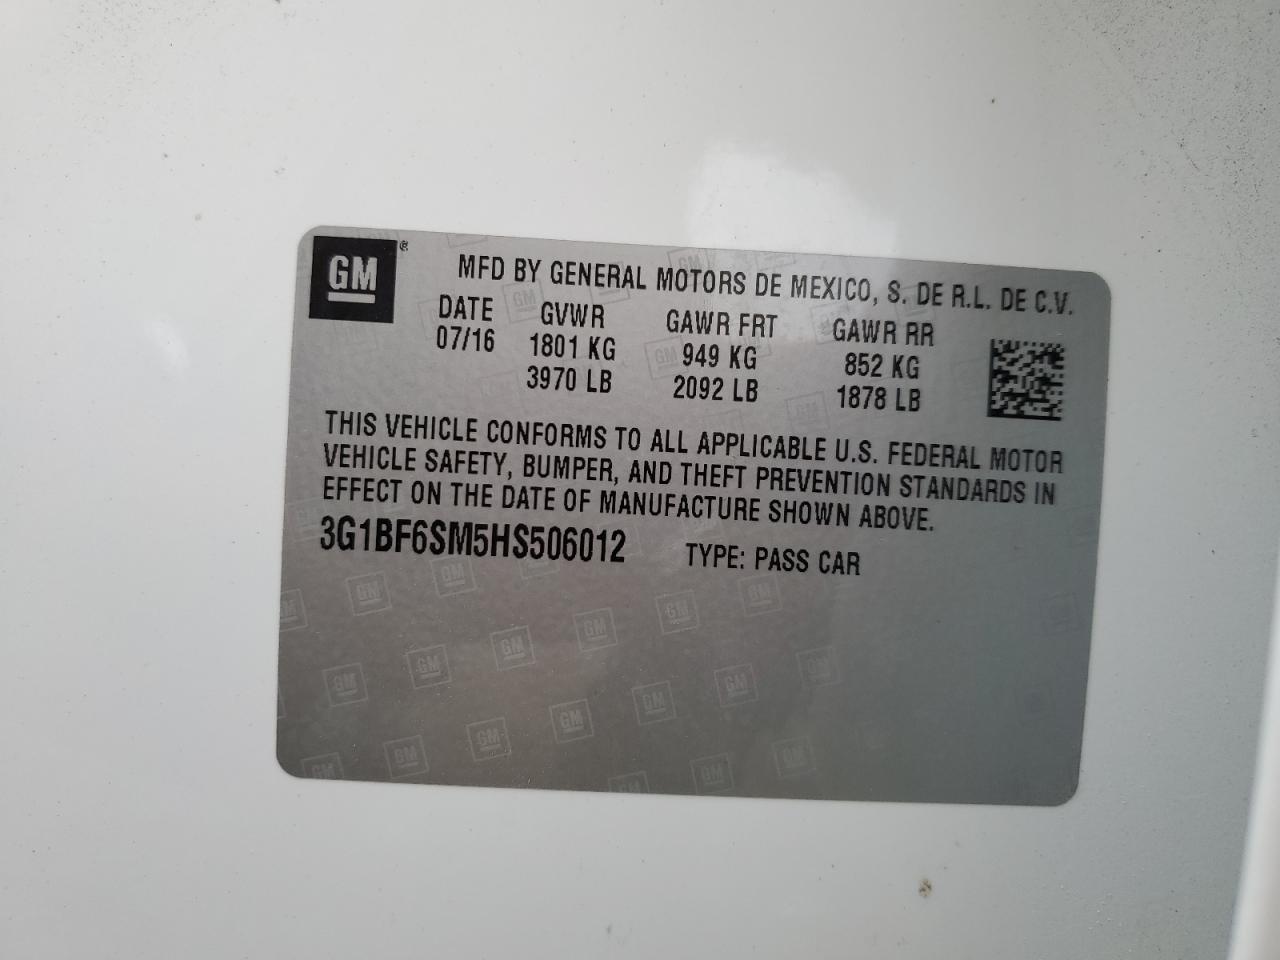 GM ®
MFD BY GENERAL MOTORS DE MEXICO, S. DE R.L. DE C.V.
DATE GVWR GAWR FRT GAWR RR
07/16 1801 KG 949 KG 852 KG
3970 LB 2092 LB 1878 LB
THIS VEHICLE CONFORMS TO ALL APPLICABLE U.S. FEDERAL MOTOR
VEHICLE SAFETY, BUMPER, AND THEFT PREVENTION STANDARDS IN
EFFECT ON THE DATE OF MANUFACTURE SHOWN ABOVE.
3G1BF6SM5HS506012 TYPE: PASS CAR